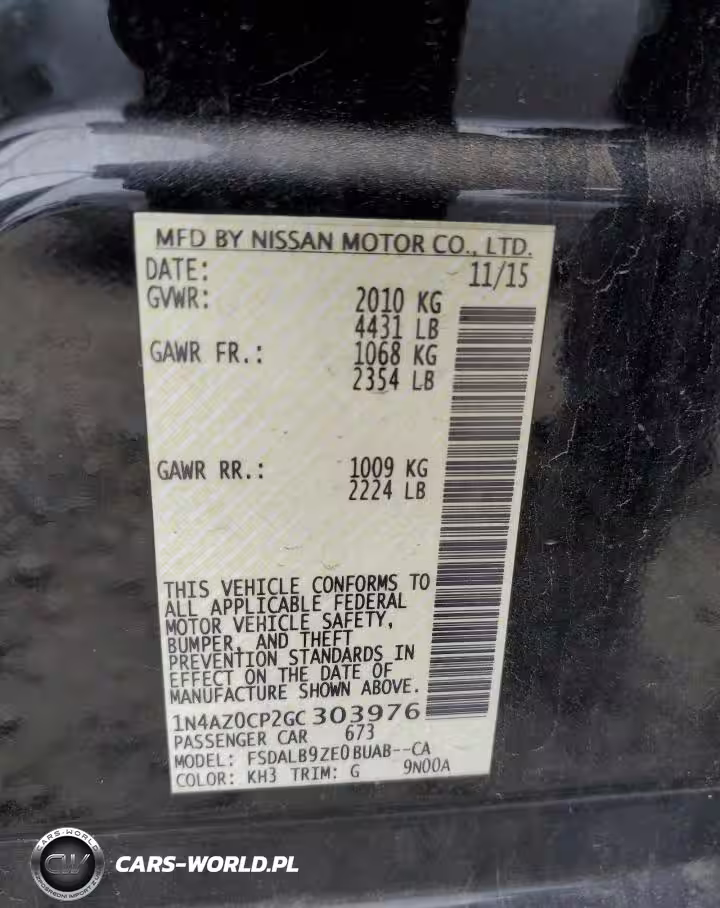 MFD BY NISSAN MOTOR CO., LTD.
DATE: 11/15
GVWR: 2010 KG
4431 LB
GAWR FR.: 1068 KG
2354 LB
GAWR RR.: 1009 KG
2224 LB
THIS VEHICLE CONFORMS TO
ALL APPLICABLE FEDERAL
MOTOR VEHICLE SAFETY,
BUMPER, AND THEFT
PREVENTION STANDARDS IN
EFFECT ON THE DATE OF
MANUFACTURE SHOWN ABOVE.
1N4AZ0CP2GC303976
PASSENGER CAR 673
MODEL: FSDALB9ZE0BUAB--CA
COLOR: KH3 TRIM: G 9N00A
CARS-WORLD
CW
CARS-WORLD.PL